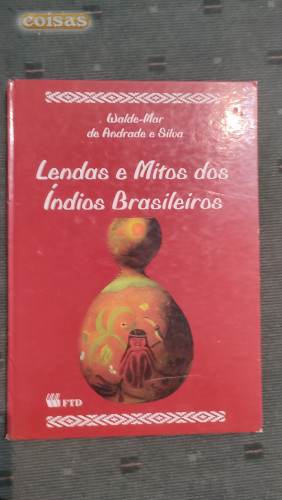 coisas
Walde-Mar
de Andrade e Silva
Lendas e Mitos dos
Índios Brasileiros
FTD